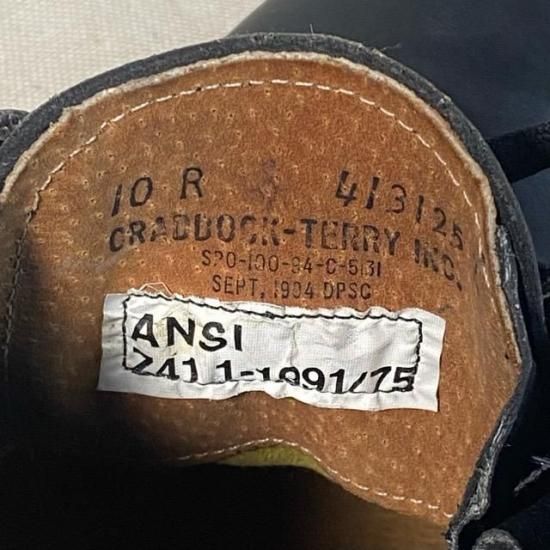 10 R 413125
CRADDOCK-TERRY INC.
SPO-100-94-C-5131
SEPT, 1994 DPSC
ANSI
Z41 1-1991/75